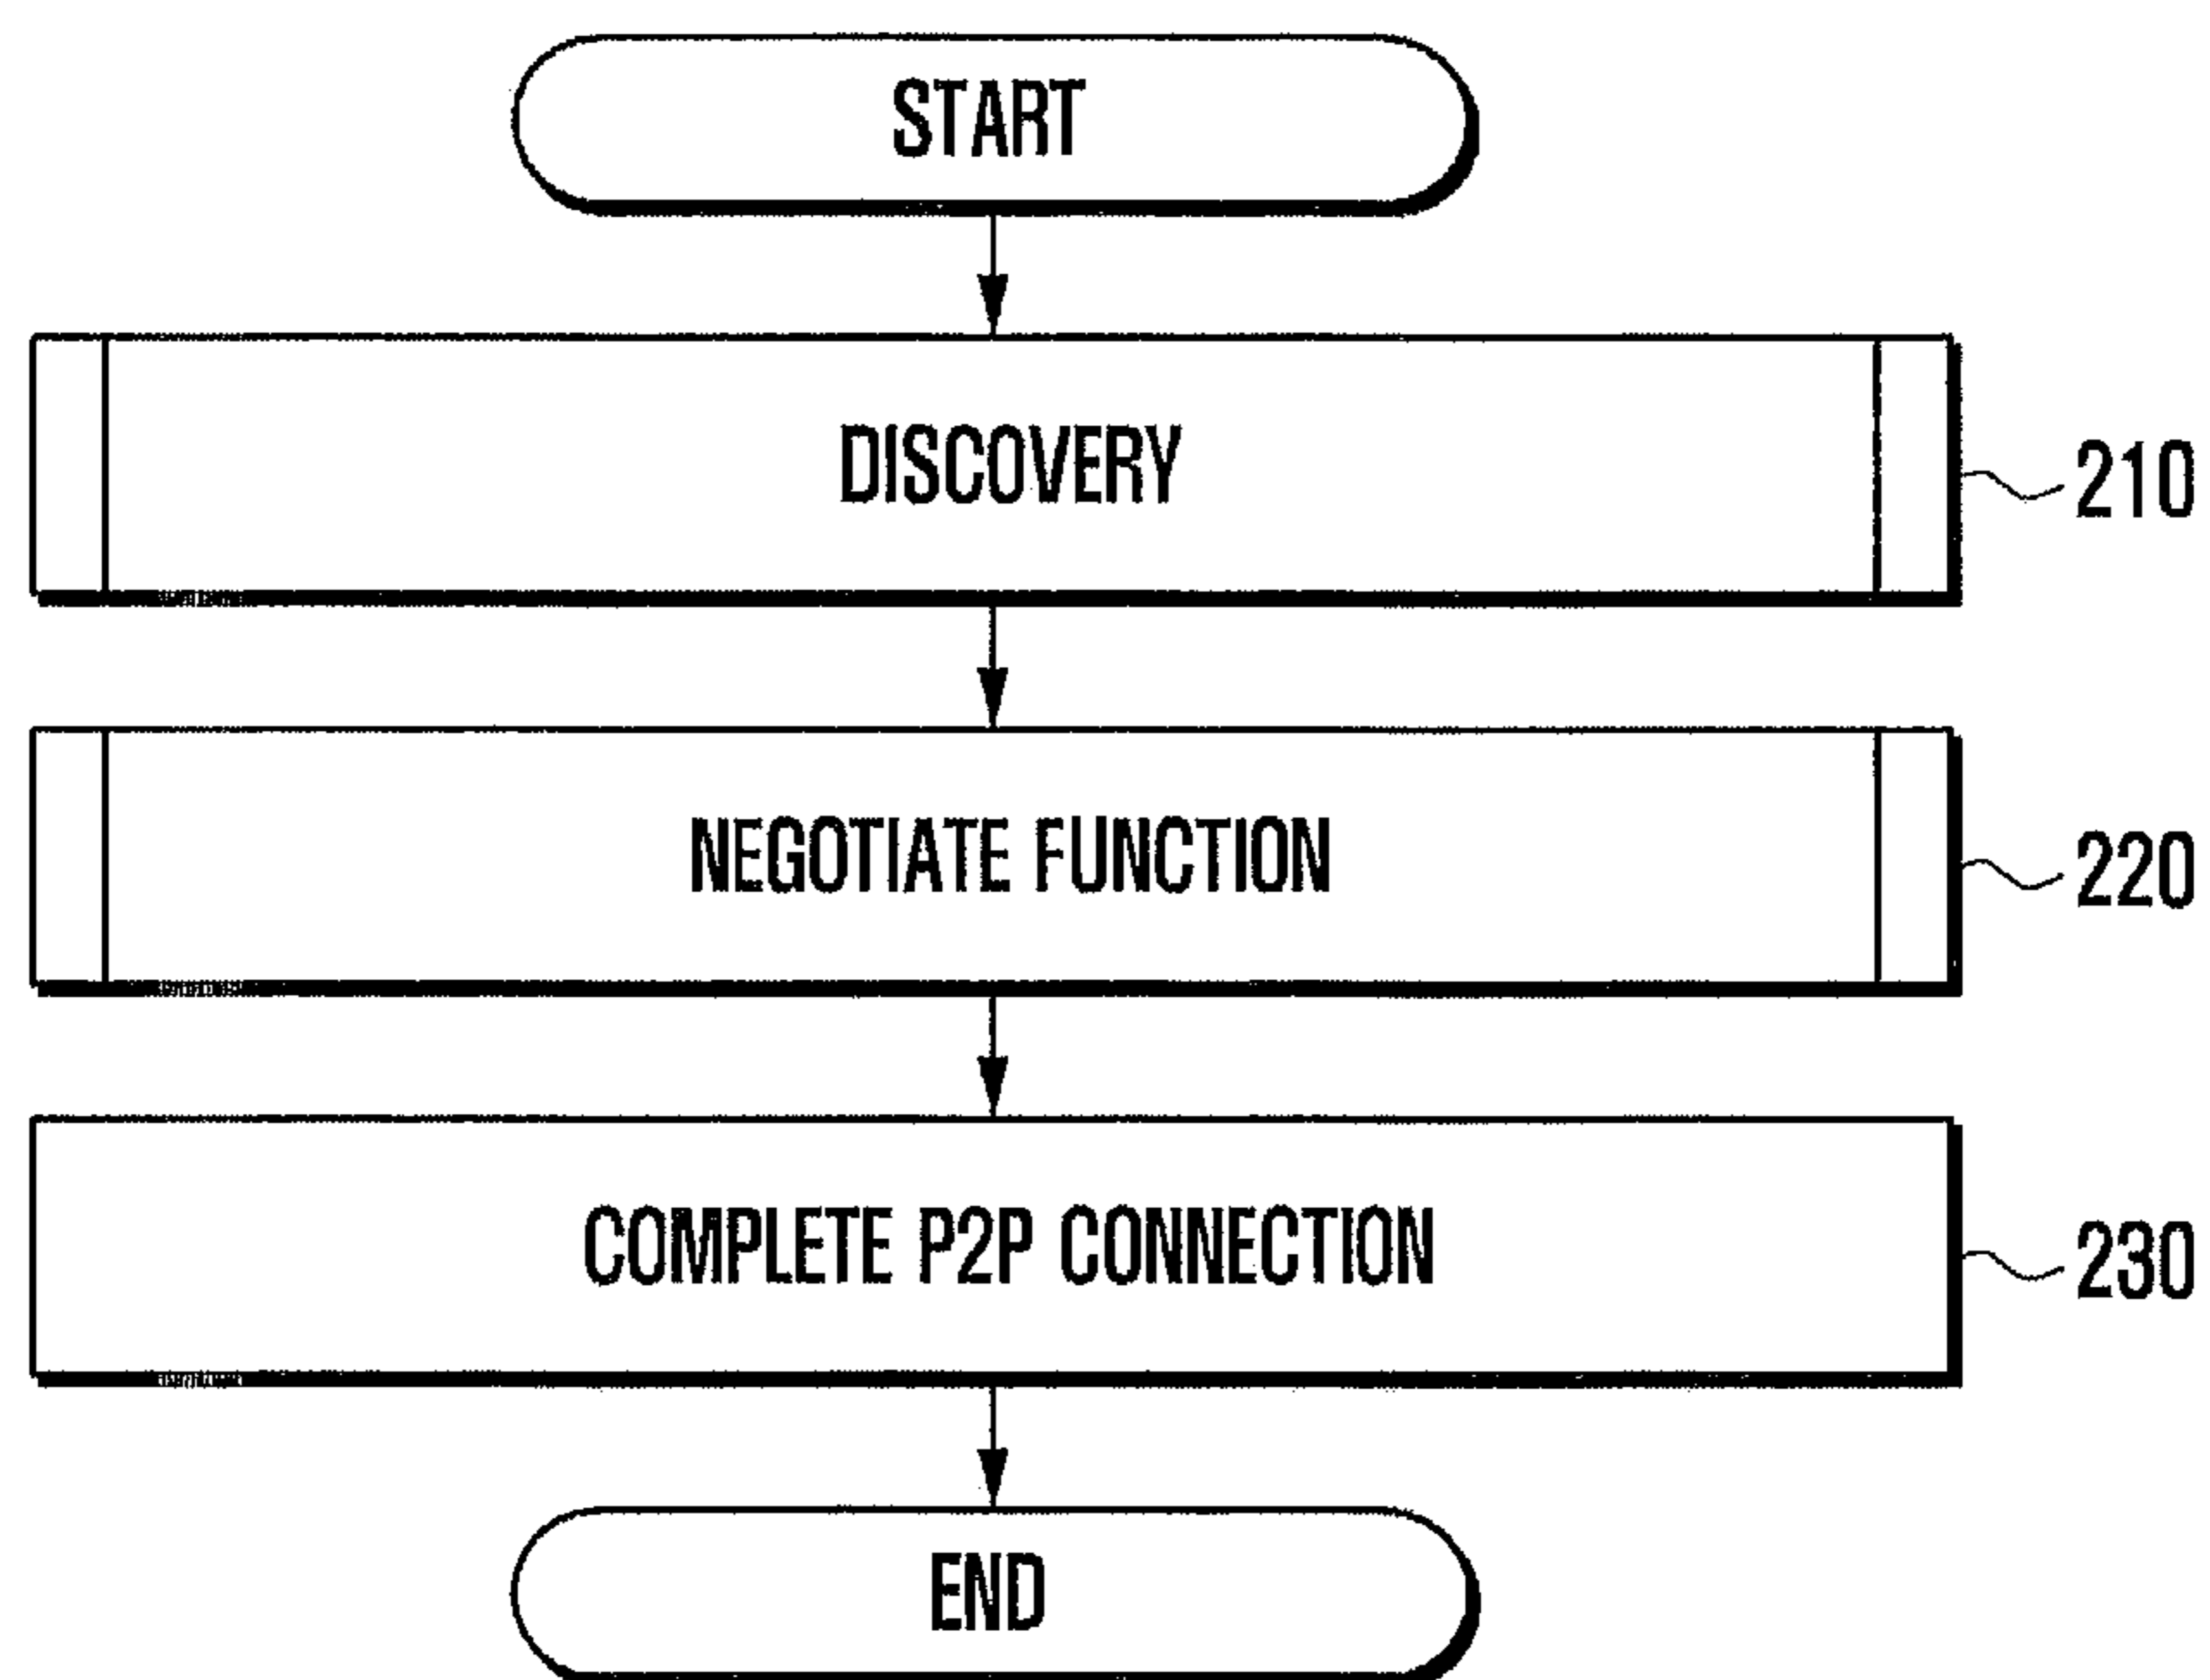 START
DISCOVERY
210
NEGOTIATE FUNCTION
220
COMPLETE P2P CONNECTION
230
END